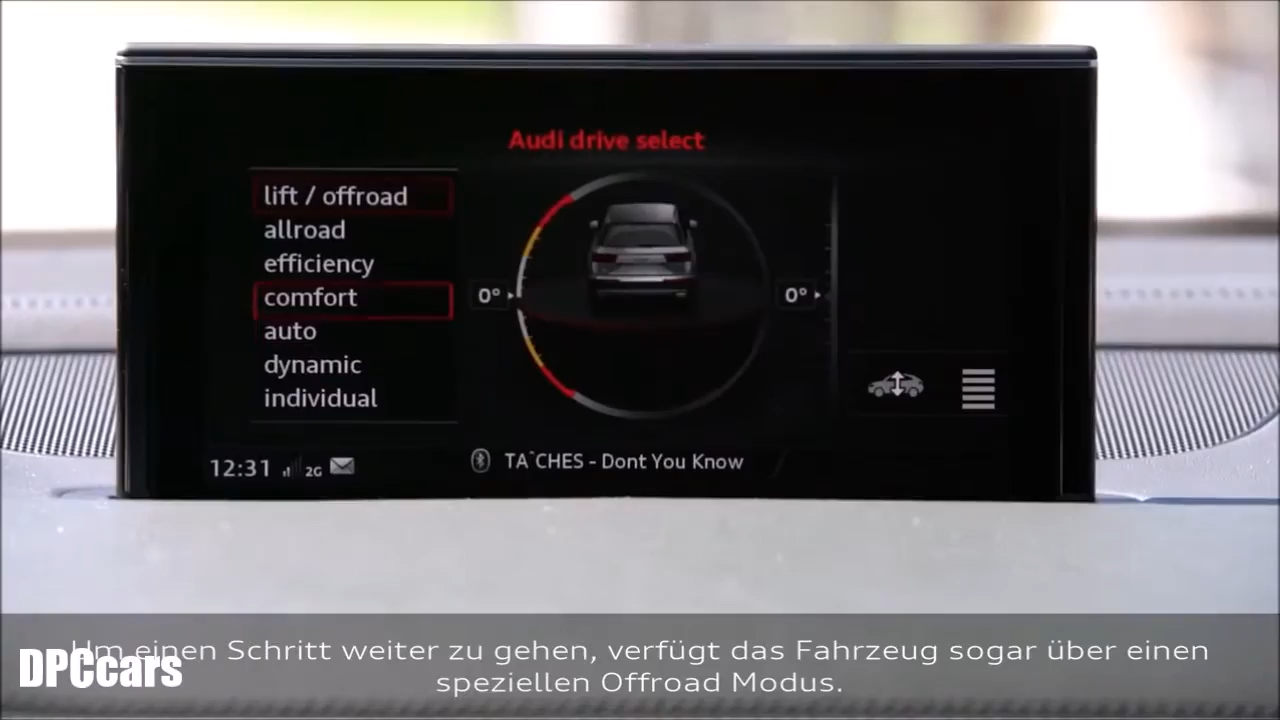 Audi drive select
lift / offroad
allroad
efficiency
comfort
auto
dynamic
individual
0°
0°
12:31 2G
TA^CHES - Dont You Know
Um einen Schritt weiter zu gehen, verfügt das Fahrzeug sogar über einen
speziellen Offroad Modus.
DPCcars